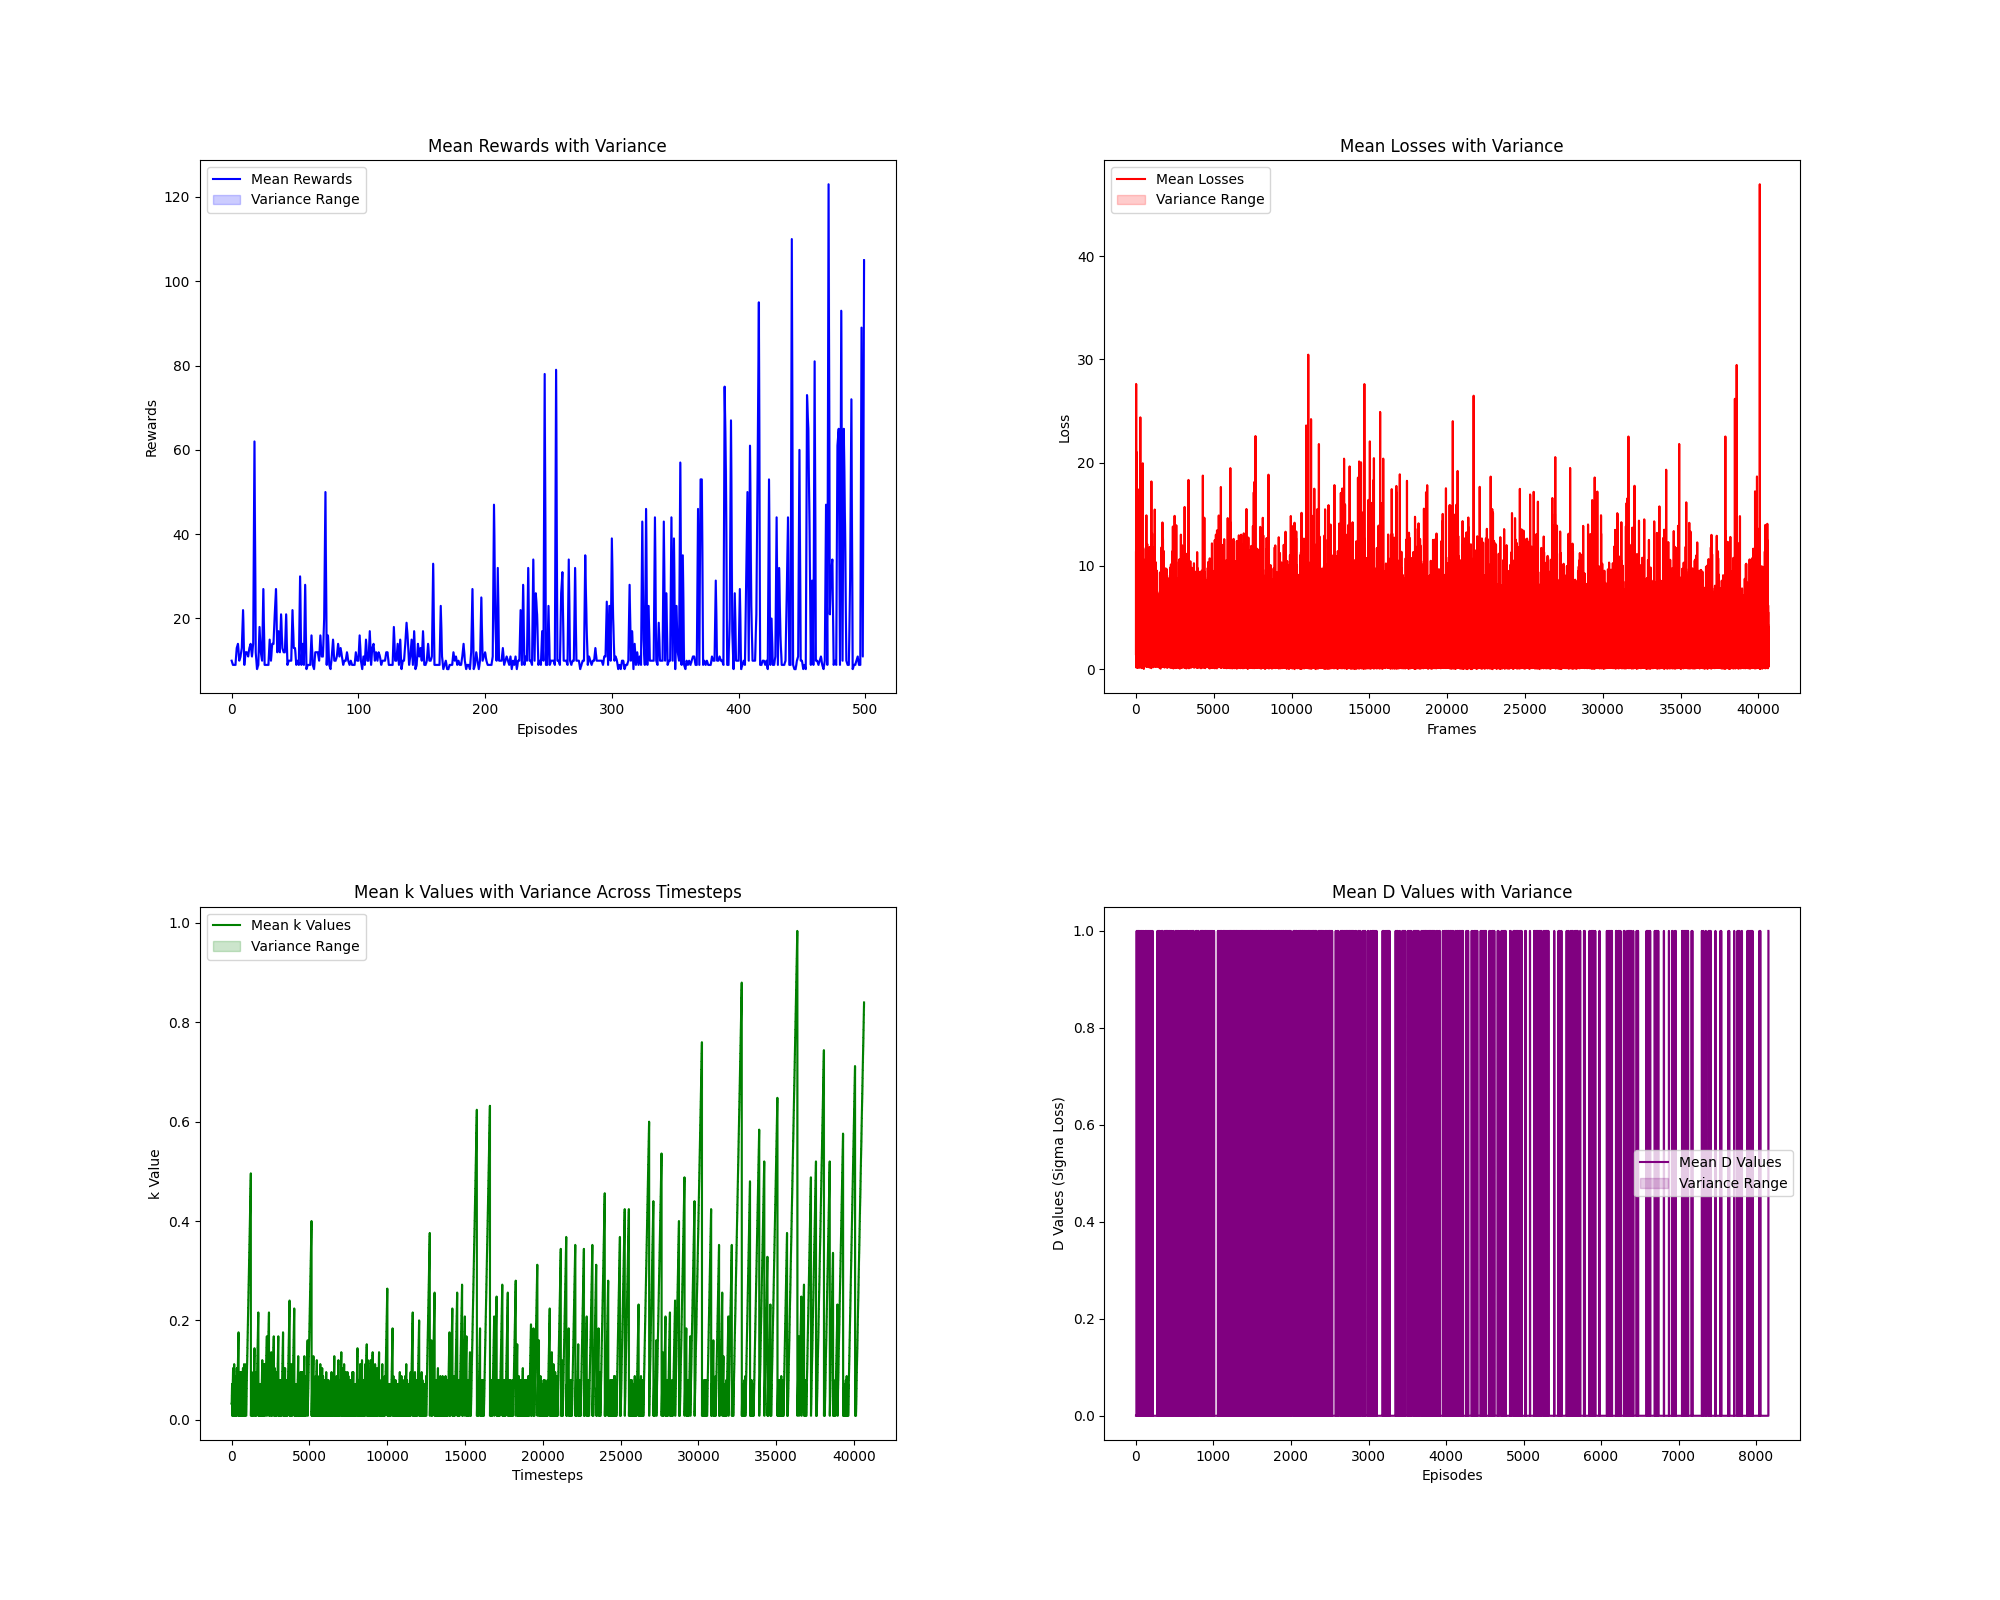 Mean Rewards with Variance
Mean Rewards
Variance Range
120
100
80
60
40
20
Rewards
0 100 200 300 400 500
Episodes
Mean Losses with Variance
Mean Losses
Variance Range
40
30
20
10
0
Loss
0 5000 10000 15000 20000 25000 30000 35000 40000
Frames
Mean k Values with Variance Across Timesteps
Mean k Values
Variance Range
1.0
0.8
0.6
0.4
0.2
0.0
k Value
0 5000 10000 15000 20000 25000 30000 35000 40000
Timesteps
Mean D Values with Variance
1.0
0.8
0.6
0.4
0.2
0.0
D Values (Sigma Loss)
Mean D Values
Variance Range
0 1000 2000 3000 4000 5000 6000 7000 8000
Episodes